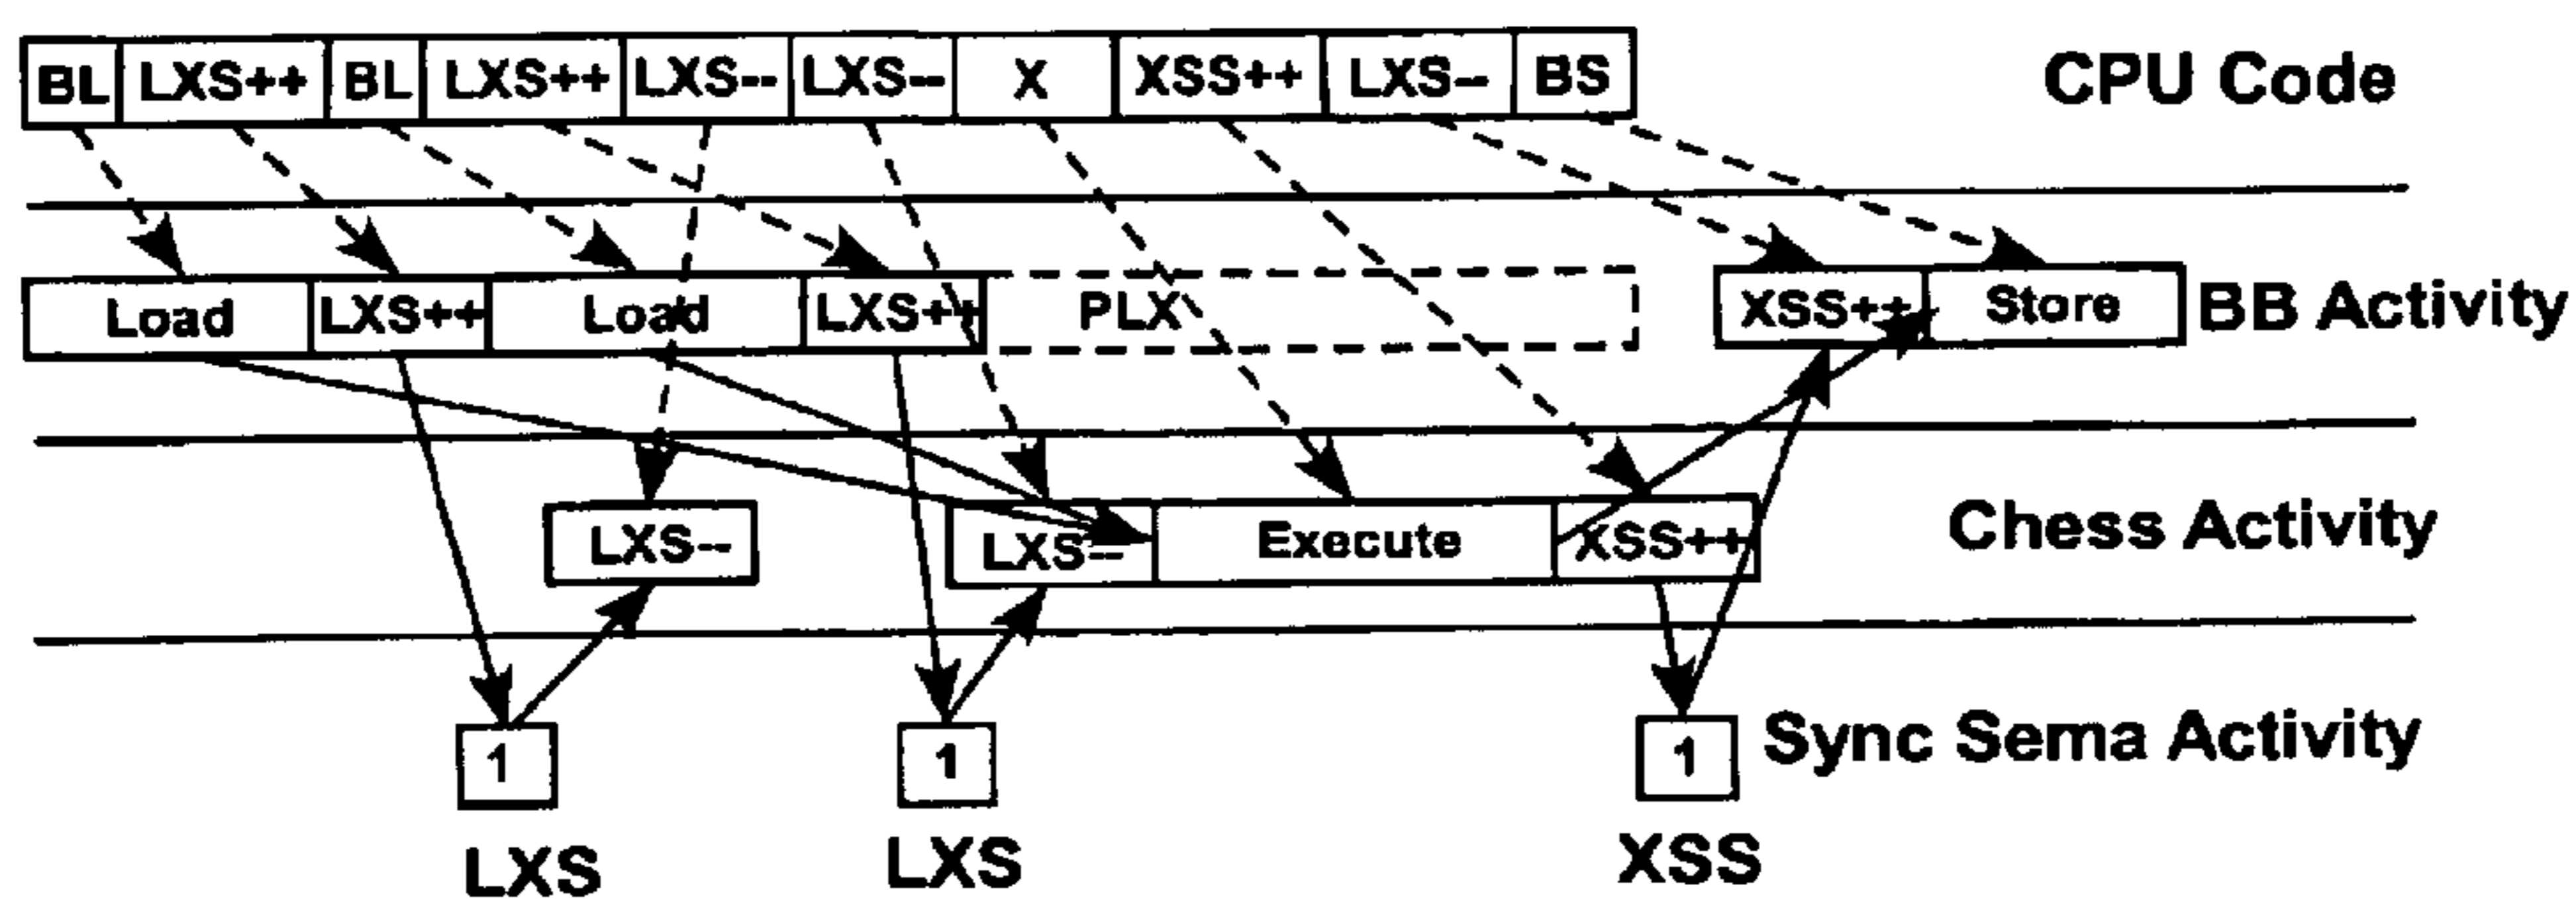 BL LXS++ BL LXS++ LXS-- LXS-- X XSS++ LXS-- BS CPU Code
Load LXS++ Load LXS++ PLX XSS++ Store BB Activity
LXS-- LXS-- Execute XSS++ Chess Activity
1 1 1 Sync Sema Activity
LXS LXS XSS